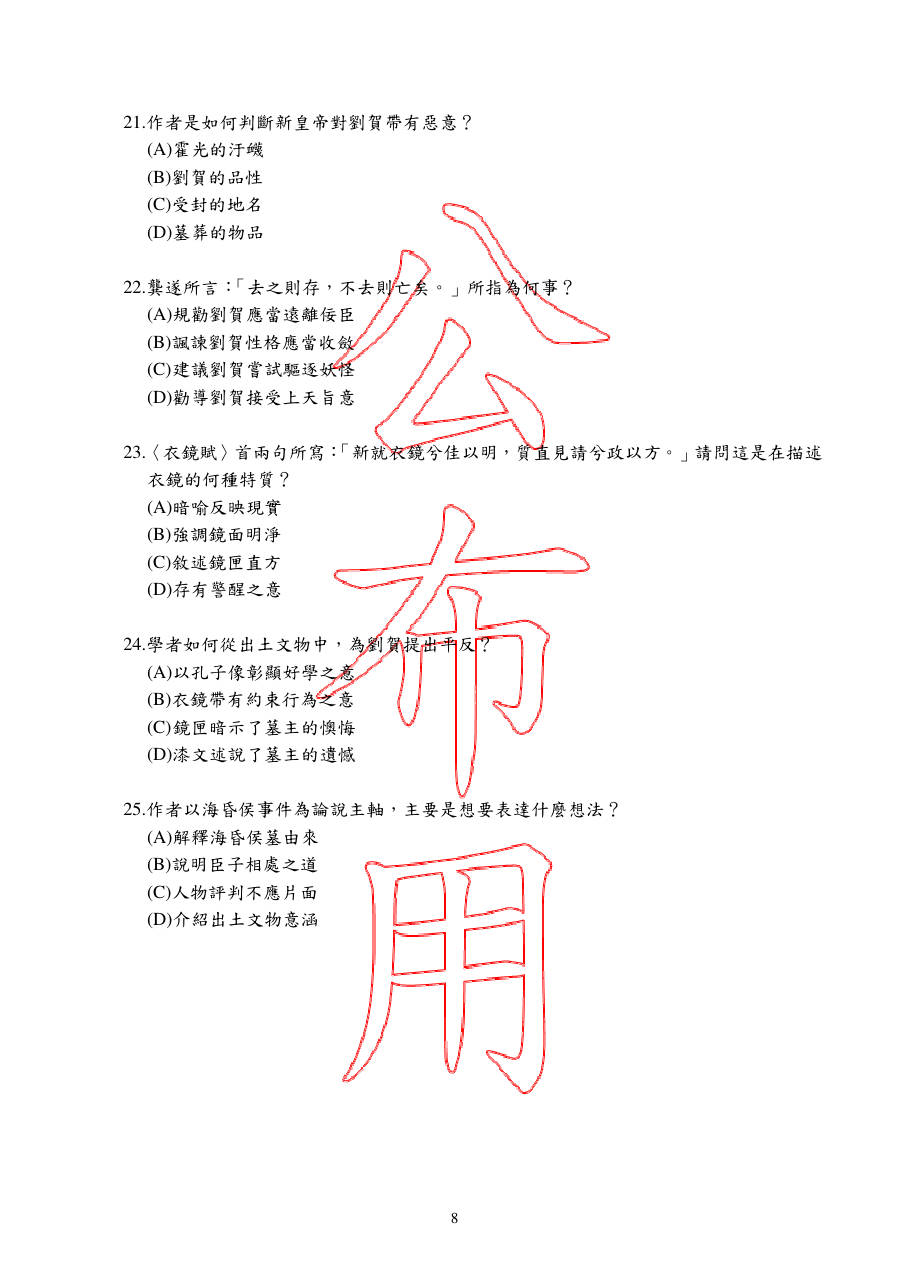 21.作者是如何判斷新皇帝對劉賀帶有惡意？
(A)霍光的汙衊
(B)劉賀的品性
(C)受封的地名
(D)墓葬的物品
22.龔遂所言：「去之則存，不去則亡矣。」所指為何事？
(A)規勸劉賀應當遠離佞臣
(B)諷諫劉賀性格應當收斂
(C)建議劉賀嘗試驅逐妖怪
(D)勸導劉賀接受上天旨意
23.〈衣鏡賦〉首兩句所寫：「新就衣鏡兮佳以明，質直見請兮政以方。」請問這是在描述
衣鏡的何種特質？
(A)暗喻反映現實
(B)強調鏡面明淨
(C)敘述鏡匣直方
(D)存有警醒之意
24.學者如何從出土文物中，為劉賀提出平反？
(A)以孔子像彰顯好學之意
(B)衣鏡帶有約束行為之意
(C)鏡匣暗示了墓主的懊悔
(D)漆文述說了墓主的遺憾
25.作者以海昏侯事件為論說主軸，主要是想要表達什麼想法？
(A)解釋海昏侯墓由來
(B)說明臣子相處之道
(C)人物評判不應片面
(D)介紹出土文物意涵
公布用
8